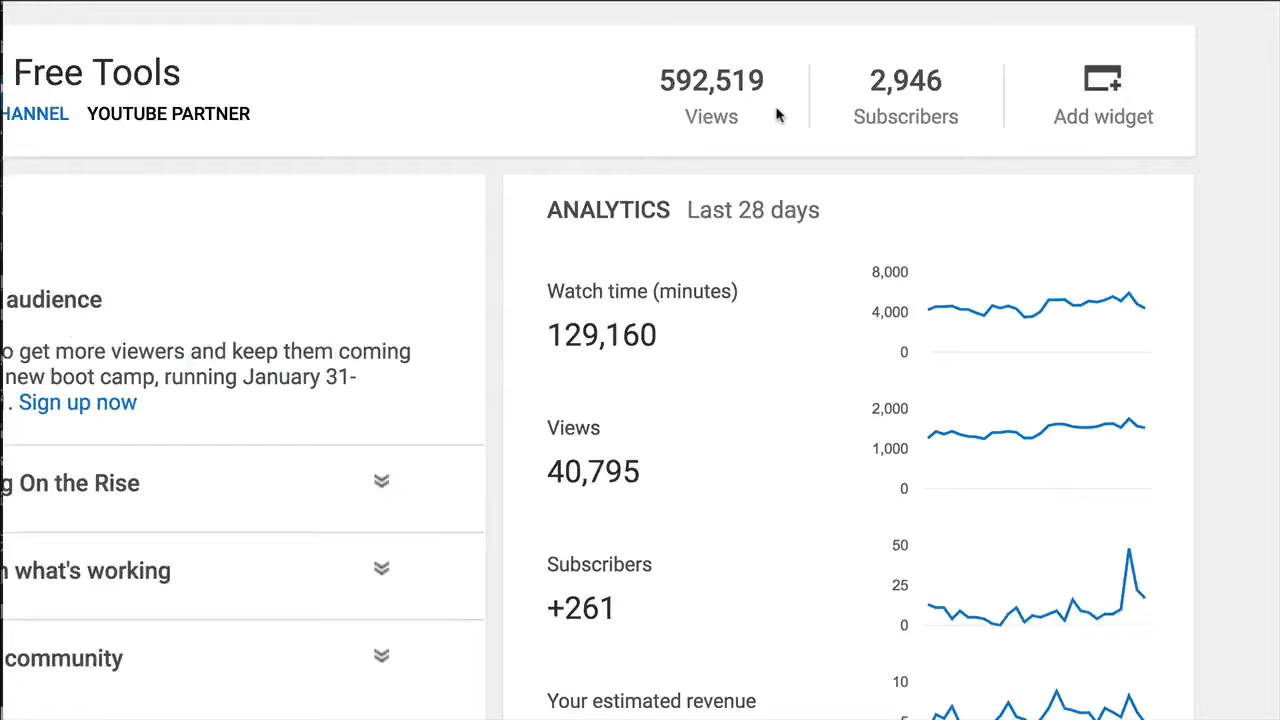 Free Tools
HANNEL YOUTUBE PARTNER
592,519
Views
2,946
Subscribers
Add widget
audience
o get more viewers and keep them coming
new boot camp, running January 31-
. Sign up now
g On the Rise
what's working
community
ANALYTICS Last 28 days
Watch time (minutes)
129,160
8,000
4,000
0
Views
40,795
2,000
1,000
0
Subscribers
+261
50
25
0
Your estimated revenue
10